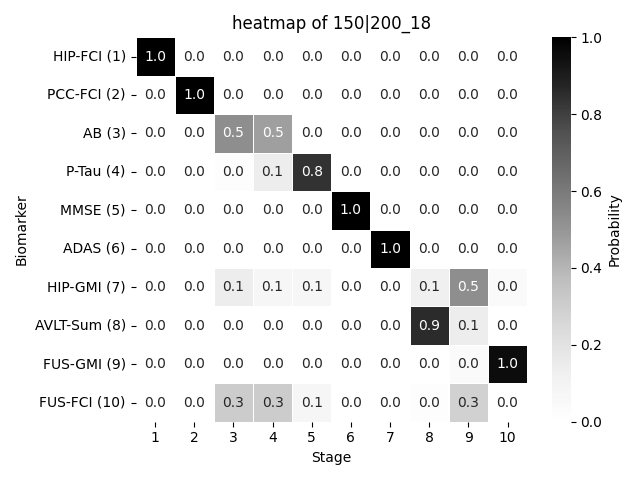 heatmap of 150|200_18
HIP-FCI (1) 1.0 0.0 0.0 0.0 0.0 0.0 0.0 0.0 0.0 0.0
PCC-FCI (2) 0.0 1.0 0.0 0.0 0.0 0.0 0.0 0.0 0.0 0.0
AB (3) 0.0 0.0 0.5 0.5 0.0 0.0 0.0 0.0 0.0 0.0
P-Tau (4) 0.0 0.0 0.0 0.1 0.8 0.0 0.0 0.0 0.0 0.0
MMSE (5) 0.0 0.0 0.0 0.0 0.0 1.0 0.0 0.0 0.0 0.0
ADAS (6) 0.0 0.0 0.0 0.0 0.0 0.0 1.0 0.0 0.0 0.0
HIP-GMI (7) 0.0 0.0 0.1 0.1 0.1 0.0 0.0 0.1 0.5 0.0
AVLT-Sum (8) 0.0 0.0 0.0 0.0 0.0 0.0 0.0 0.9 0.1 0.0
FUS-GMI (9) 0.0 0.0 0.0 0.0 0.0 0.0 0.0 0.0 0.0 1.0
FUS-FCI (10) 0.0 0.0 0.3 0.3 0.1 0.0 0.0 0.0 0.3 0.0
1 2 3 4 5 6 7 8 9 10
Stage
Biomarker
1.0
0.8
0.6
0.4
0.2
0.0
Probability